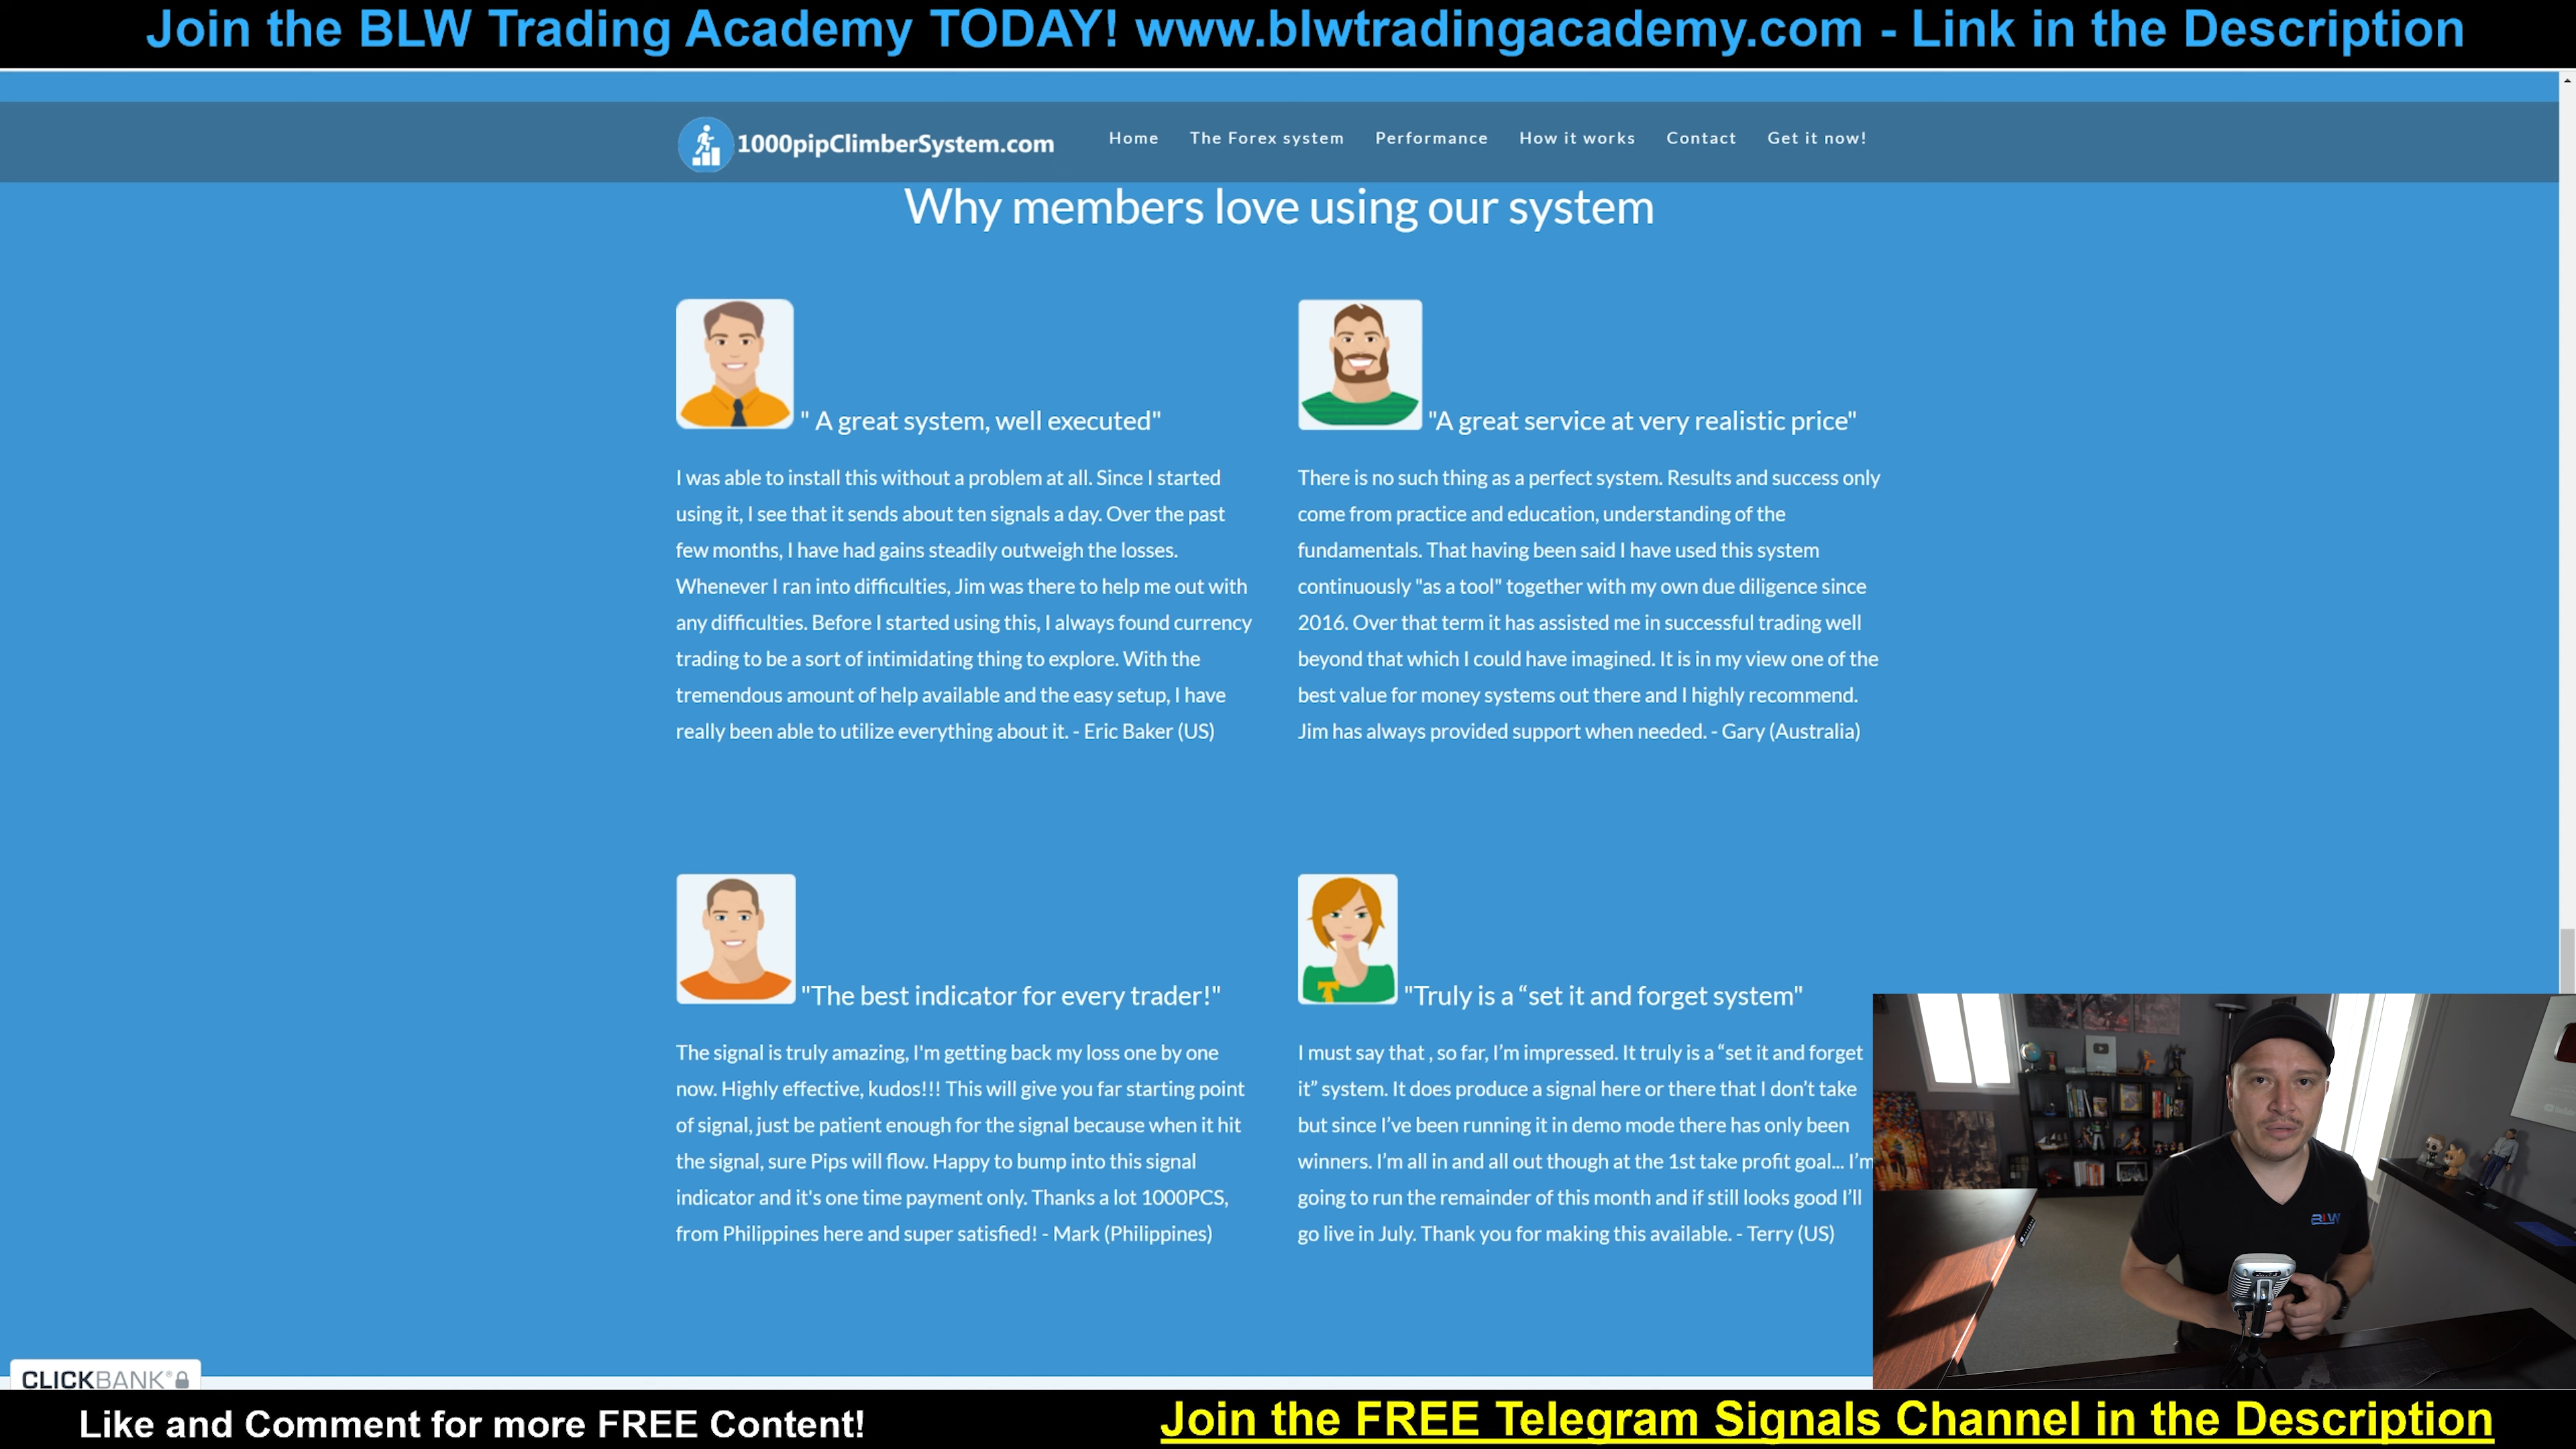 Join the BLW Trading Academy TODAY! www.blwtradingacademy.com - Link in the Description
1000pipClimberSystem.com
Home The Forex system Performance How it works Contact Get it now!
Why members love using our system
" A great system, well executed"
I was able to install this without a problem at all. Since I started
using it, I see that it sends about ten signals a day. Over the past
few months, I have had gains steadily outweigh the losses.
Whenever I ran into difficulties, Jim was there to help me out with
any difficulties. Before I started using this, I always found currency
trading to be a sort of intimidating thing to explore. With the
tremendous amount of help available and the easy setup, I have
really been able to utilize everything about it. - Eric Baker (US)
"A great service at very realistic price"
There is no such thing as a perfect system. Results and success only
come from practice and education, understanding of the
fundamentals. That having been said I have used this system
continuously "as a tool" together with my own due diligence since
2016. Over that term it has assisted me in successful trading well
beyond that which I could have imagined. It is in my view one of the
best value for money systems out there and I highly recommend.
Jim has always provided support when needed. - Gary (Australia)
"The best indicator for every trader!"
The signal is truly amazing, I'm getting back my loss one by one
now. Highly effective, kudos!!! This will give you far starting point
of signal, just be patient enough for the signal because when it hit
the signal, sure Pips will flow. Happy to bump into this signal
indicator and it's one time payment only. Thanks a lot 1000PCS,
from Philippines here and super satisfied! - Mark (Philippines)
"Truly is a “set it and forget system"
I must say that , so far, I’m impressed. It truly is a “set it and forget
it” system. It does produce a signal here or there that I don’t take
but since I’ve been running it in demo mode there has only been
winners. I’m all in and all out though at the 1st take profit goal... I’m
going to run the remainder of this month and if still looks good I’ll
go live in July. Thank you for making this available. - Terry (US)
BLW
CLICKBANK®
Like and Comment for more FREE Content!
Join the FREE Telegram Signals Channel in the Description